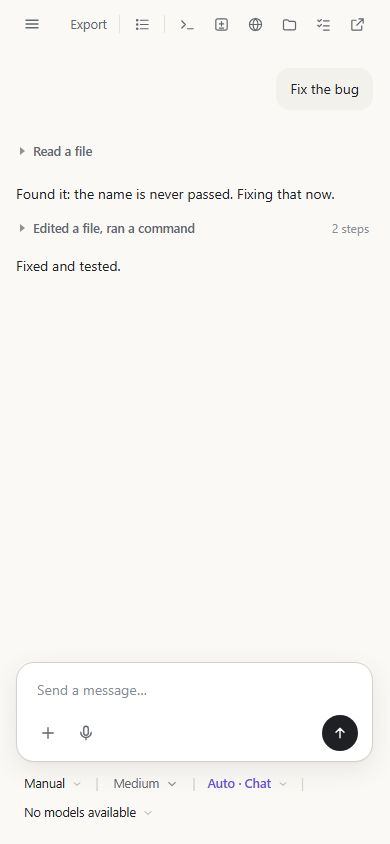 Export
Fix the bug
Read a file
Found it: the name is never passed. Fixing that now.
Edited a file, ran a command 2 steps
Fixed and tested.
Send a message...
Manual Medium Auto · Chat
No models available